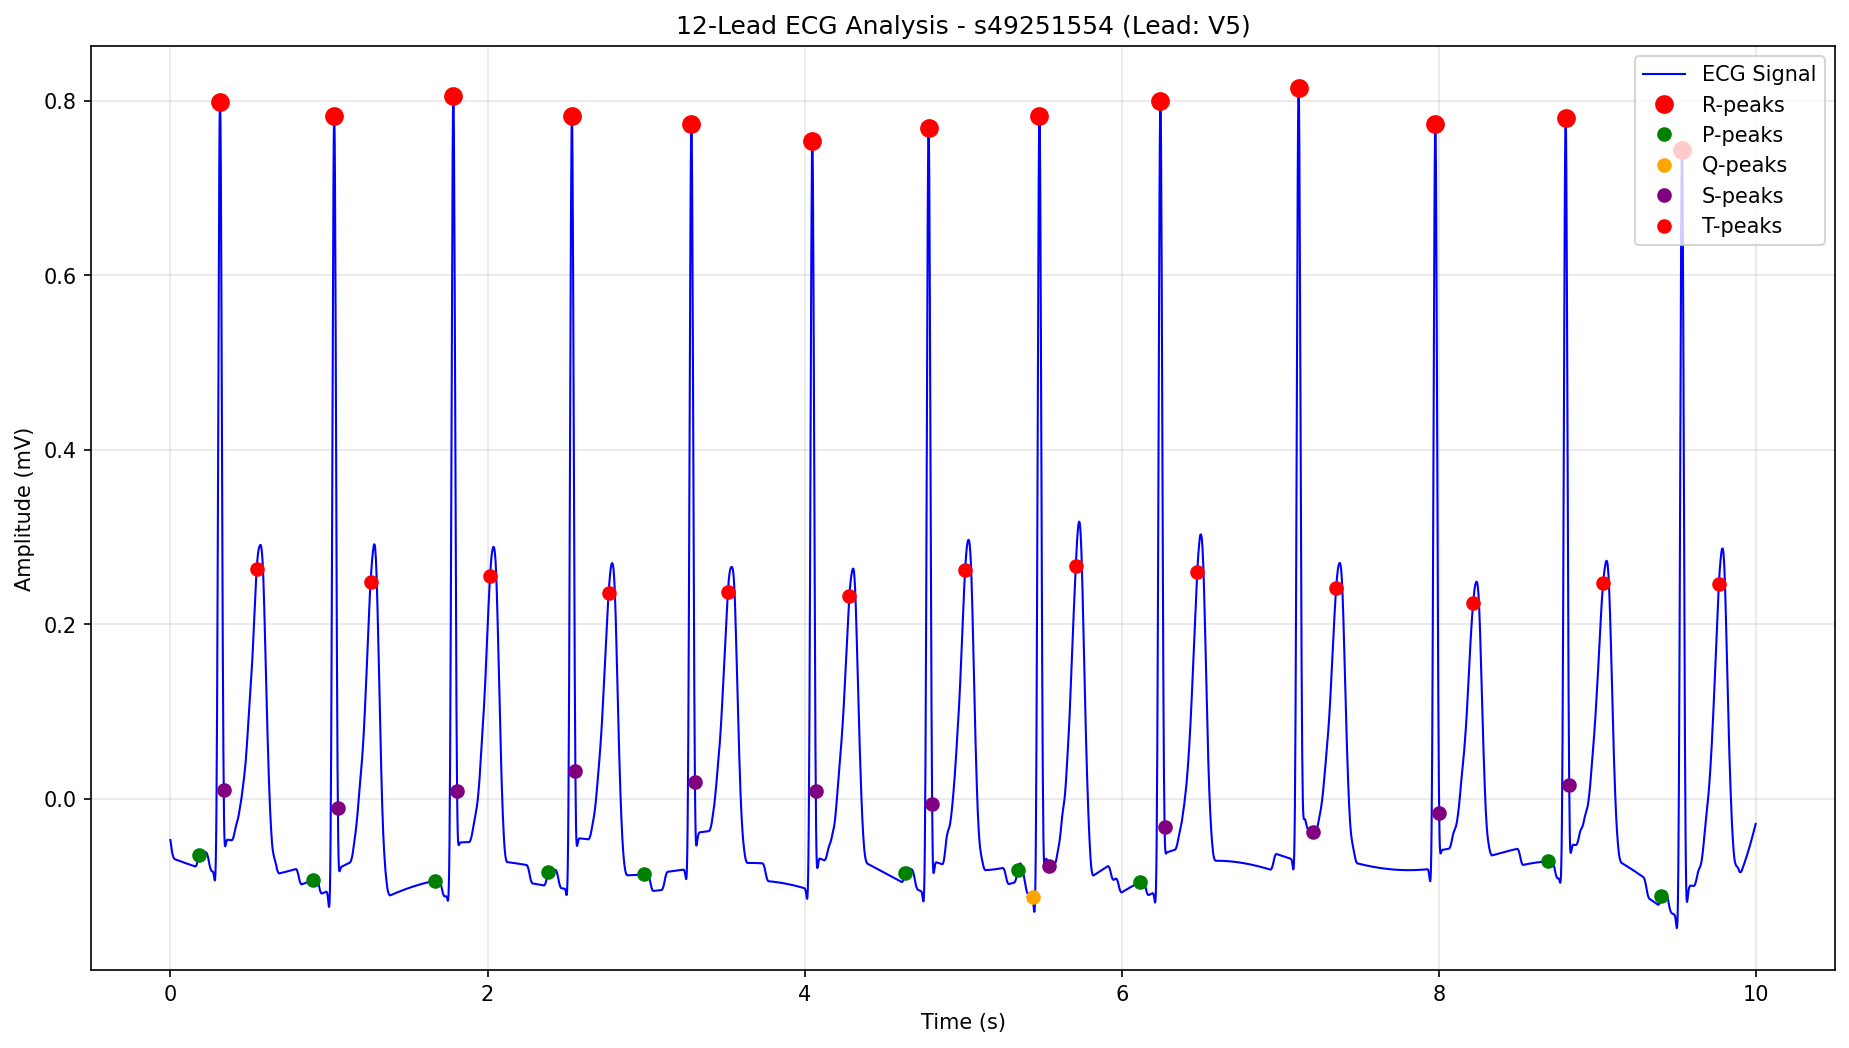 12-Lead ECG Analysis - s49251554 (Lead: V5)
ECG Signal
R-peaks
P-peaks
Q-peaks
S-peaks
T-peaks
Amplitude (mV)
0.8
0.6
0.4
0.2
0.0
0 2 4 6 8 10
Time (s)